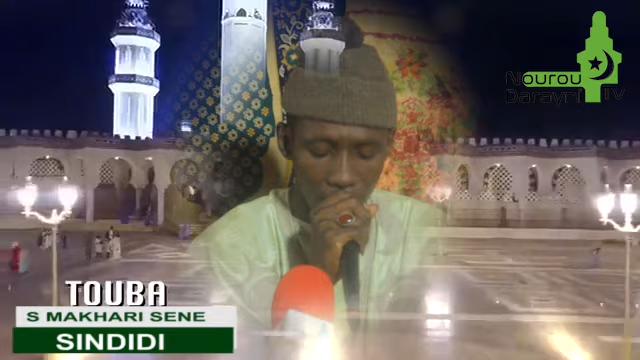 Nourou
Darayni TV
TOUBA
S MAKHARI SENE
SINDIDI